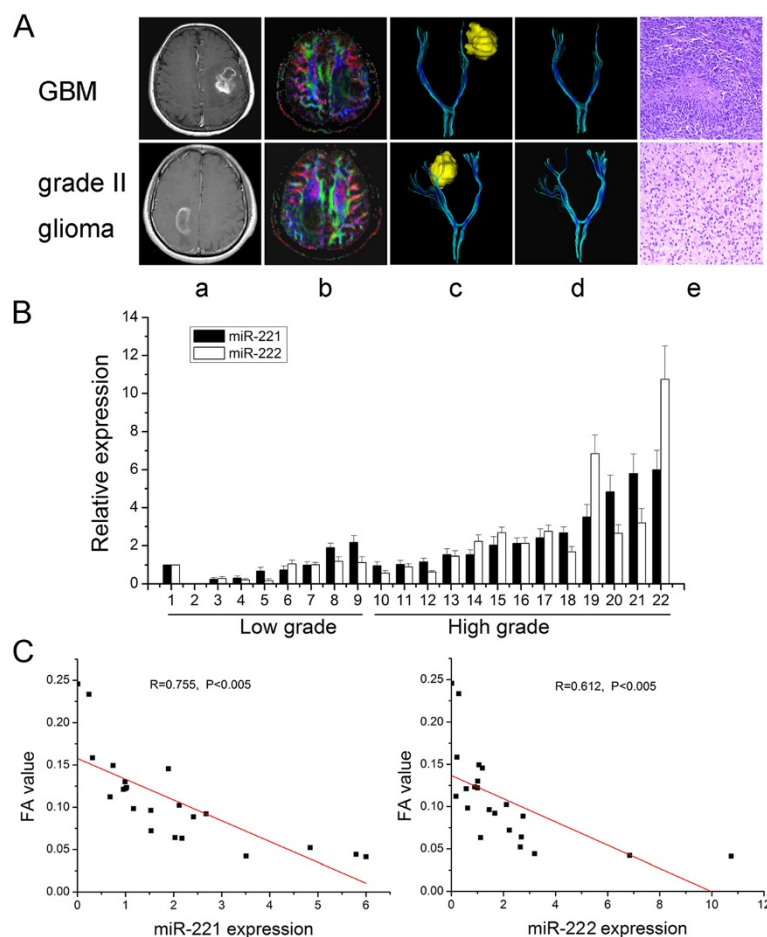 A
GBM
grade II
glioma
a b c d e
B
14
12
10
8
6
4
2
0
Relative expression
miR-221
miR-222
1 2 3 4 5 6 7 8 9 10 11 12 13 14 15 16 17 18 19 20 21 22
Low grade High grade
C
R=0.755, P<0.005
0.25
0.20
0.15
0.10
0.05
0.00
FA value
0 1 2 3 4 5 6
miR-221 expression
R=0.612, P<0.005
0.25
0.20
0.15
0.10
0.05
0.00
FA value
0 2 4 6 8 10 12
miR-222 expression